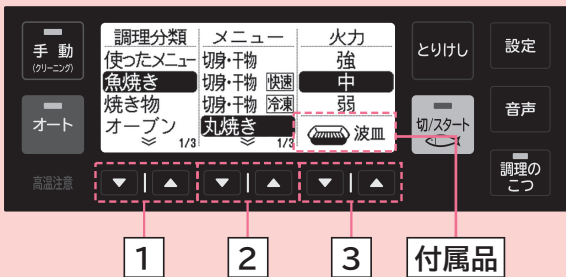 手動
(クリーニング)
オート
高温注意
調理分類
使ったメニュー
魚焼き
焼き物
オーブン
1/3
メニュー
切身・干物
切身・干物 快速
切身・干物 冷凍
丸焼き
1/3
火力
強
中
弱
波皿
とりけし
切/スタート
設定
音声
調理の
こつ
▼ ▲
▼ ▲
▼ ▲
1
2
3
付属品